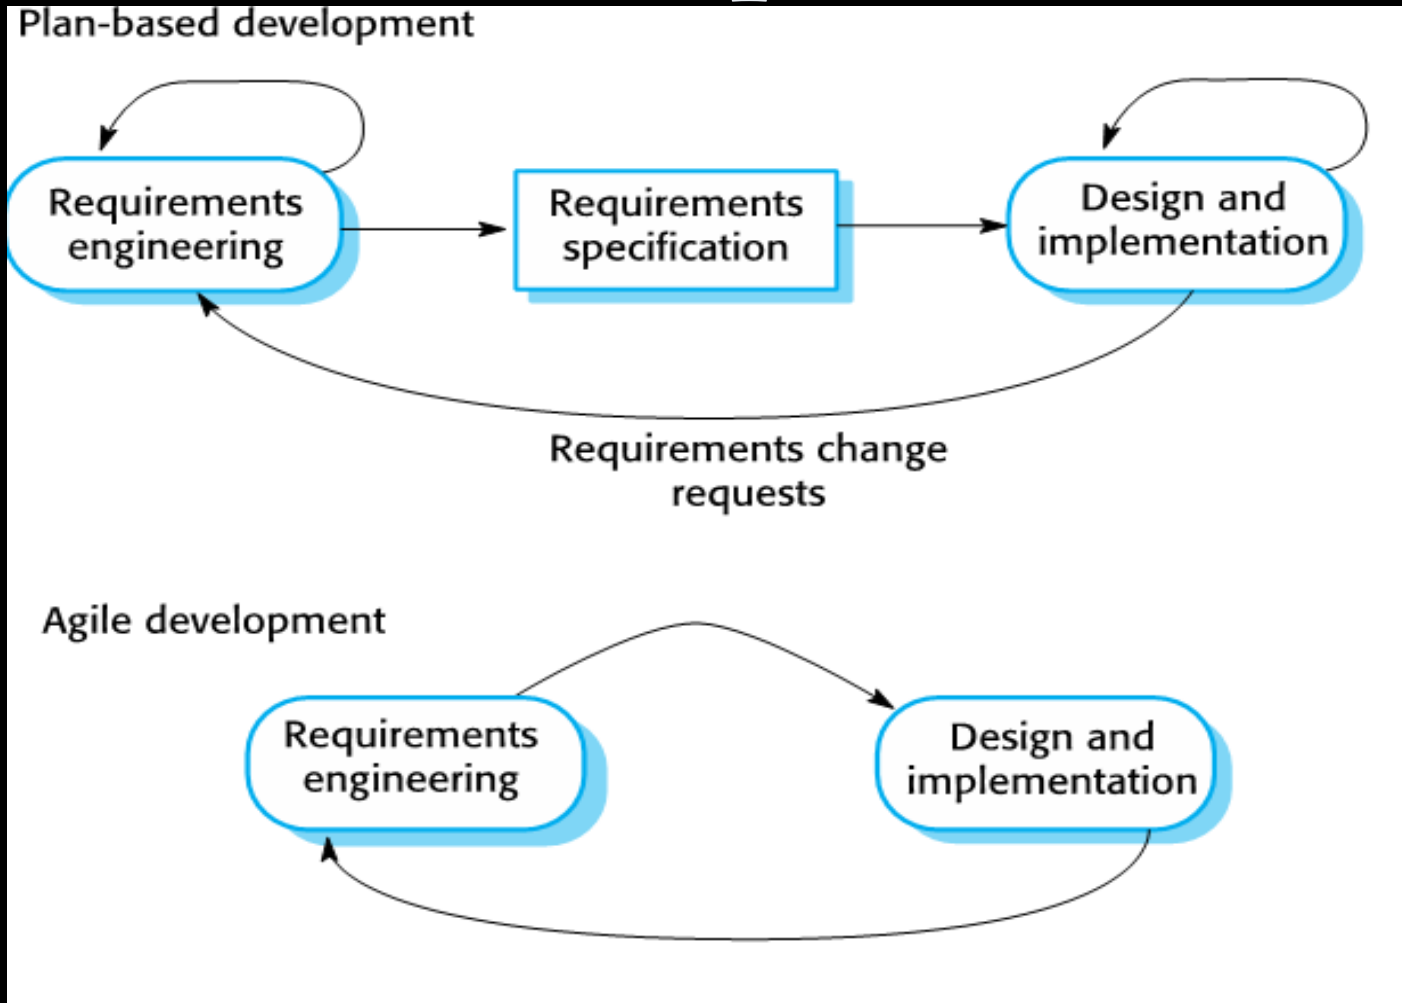 Plan-based development
Requirements
engineering
Requirements
specification
Design and
implementation
Requirements change
requests
Agile development
Requirements
engineering
Design and
implementation